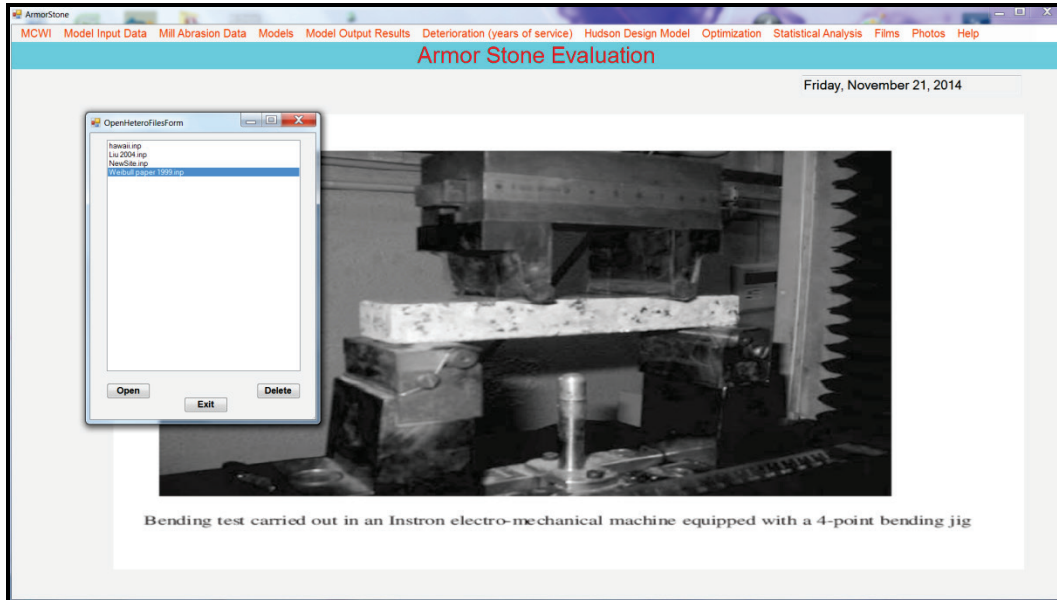 ArmorStone
MCWI Model Input Data Mill Abrasion Data Models Model Output Results Deterioration (years of service) Hudson Design Model Optimization Statistical Analysis Films Photos Help
Armor Stone Evaluation
Friday, November 21, 2014
OpenHeteroFilesForm
hawaii.inp
Liu 2004.inp
NewSite.inp
Weibull paper 1999.inp
Open
Delete
Exit
Bending test carried out in an Instron electro-mechanical machine equipped with a 4-point bending jig